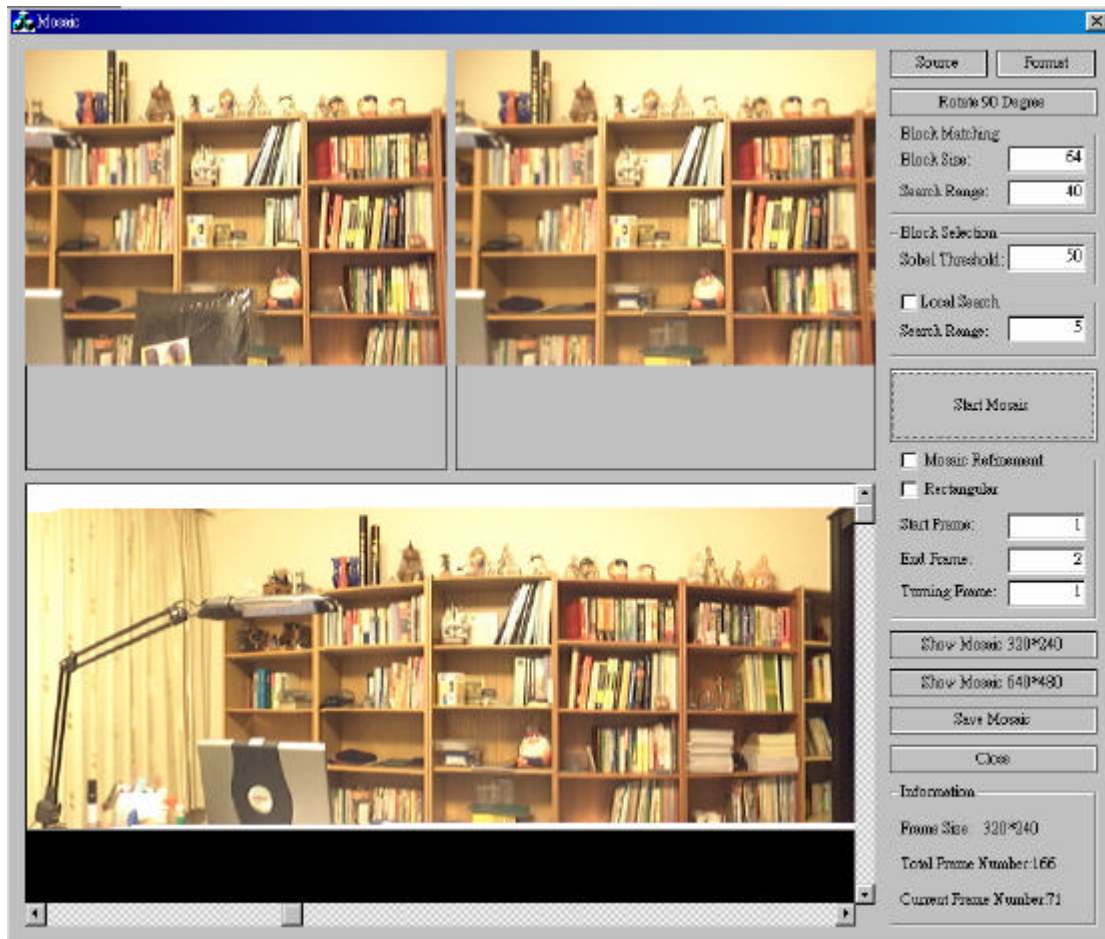 Mosaic
Source
Format
Rotate 90 Degree
Block Matching
Block Size: 64
Search Range: 40
Block Selection
Sobel Threshold: 50
Local Search
Search Range: 5
Start Mosaic
Mosaic Refinement
Rectangular
Start Frame: 1
End Frame: 2
Turning Frame: 1
Show Mosaic 320*240
Show Mosaic 640*480
Save Mosaic
Close
Information
Frame Size: 320*240
Total Frame Number:166
Current Frame Number:71